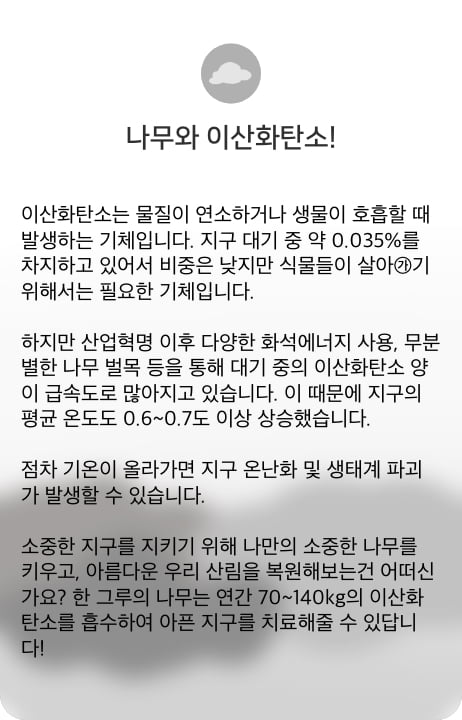 나무와 이산화탄소!
이산화탄소는 물질이 연소하거나 생물이 호흡할 때
발생하는 기체입니다. 지구 대기 중 약 0.035%를
차지하고 있어서 비중은 낮지만 식물들이 살아㉮기
위해서는 필요한 기체입니다.
하지만 산업혁명 이후 다양한 화석에너지 사용, 무분
별한 나무 벌목 등을 통해 대기 중의 이산화탄소 양
이 급속도로 많아지고 있습니다. 이 때문에 지구의
평균 온도도 0.6~0.7도 이상 상승했습니다.
점차 기온이 올라가면 지구 온난화 및 생태계 파괴
가 발생할 수 있습니다.
소중한 지구를 지키기 위해 나만의 소중한 나무를
키우고, 아름다운 우리 산림을 복원해보는건 어떠신
가요? 한 그루의 나무는 연간 70~140kg의 이산화
탄소를 흡수하여 아픈 지구를 치료해줄 수 있답니
다!